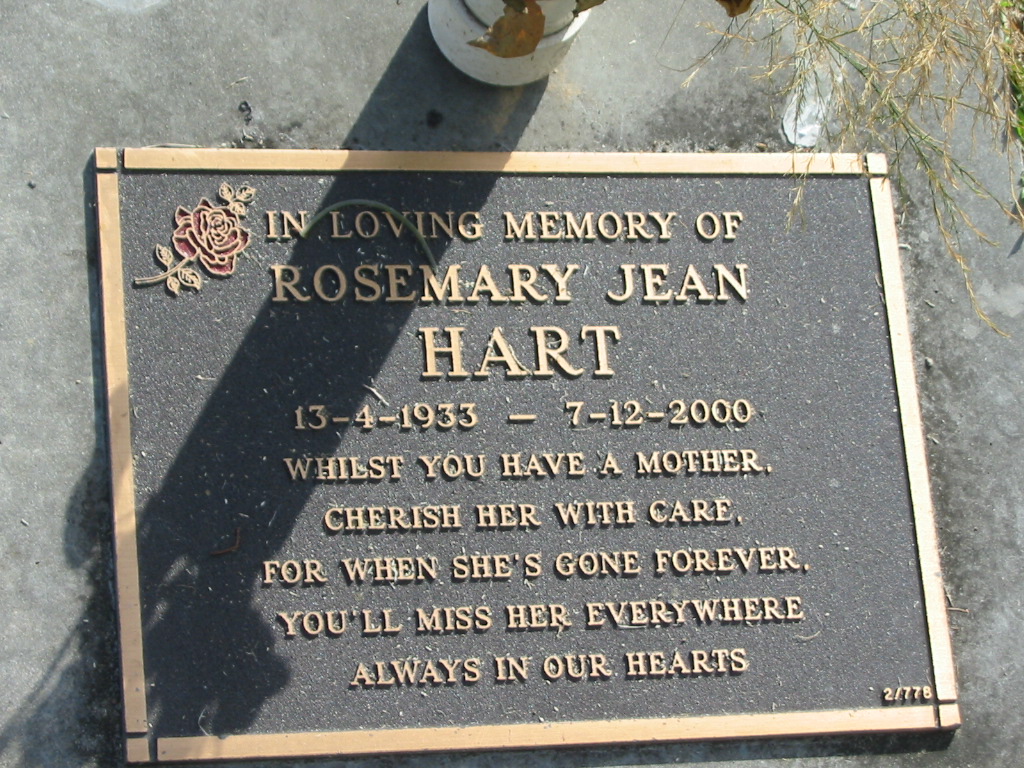 IN LOVING MEMORY OF
ROSEMARY JEAN
HART
13-4-1933 — 7-12-2000
WHILST YOU HAVE A MOTHER,
CHERISH HER WITH CARE,
FOR WHEN SHE'S GONE FOREVER,
YOU'LL MISS HER EVERYWHERE
ALWAYS IN OUR HEARTS
2/778